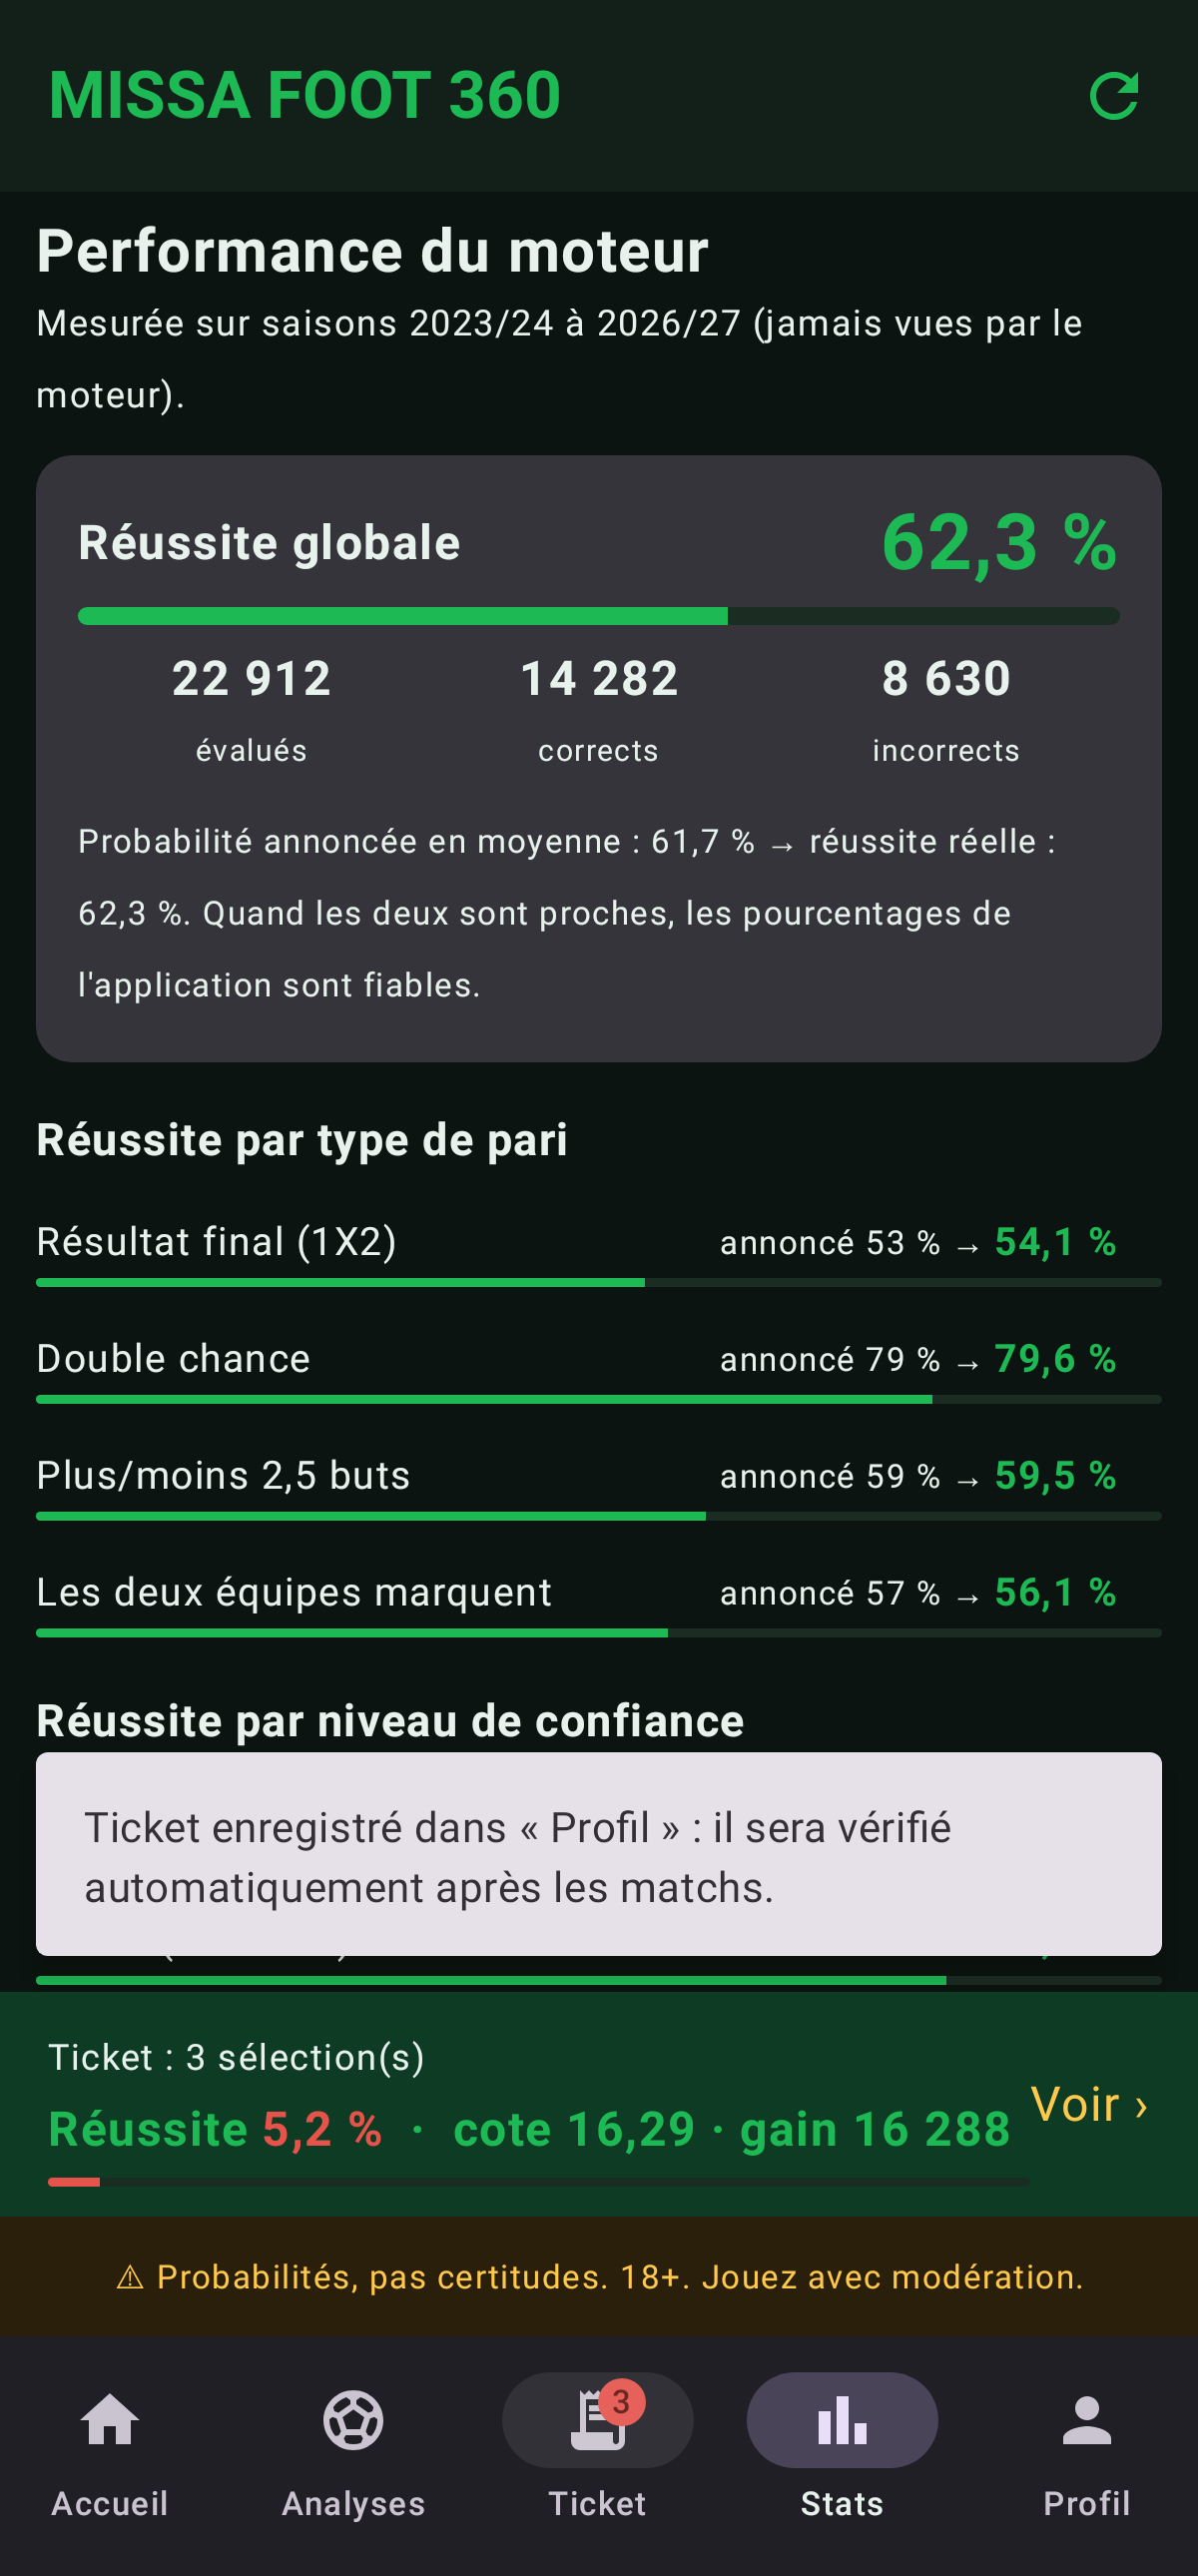 MISSA FOOT 360
Performance du moteur
Mesurée sur saisons 2023/24 à 2026/27 (jamais vues par le
moteur).
Réussite globale 62,3 %
22 912 14 282 8 630
évalués corrects incorrects
Probabilité annoncée en moyenne : 61,7 % → réussite réelle :
62,3 %. Quand les deux sont proches, les pourcentages de
l'application sont fiables.
Réussite par type de pari
Résultat final (1X2) annoncé 53 % → 54,1 %
Double chance annoncé 79 % → 79,6 %
Plus/moins 2,5 buts annoncé 59 % → 59,5 %
Les deux équipes marquent annoncé 57 % → 56,1 %
Réussite par niveau de confiance
Ticket enregistré dans « Profil » : il sera vérifié
automatiquement après les matchs.
Ticket : 3 sélection(s)
Réussite 5,2 % · cote 16,29 · gain 16 288
Voir ›
⚠ Probabilités, pas certitudes. 18+. Jouez avec modération.
3
Accueil Analyses Ticket Stats Profil